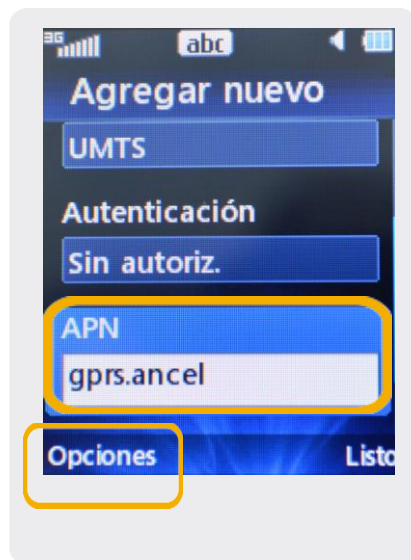 3G abc
Agregar nuevo
UMTS
Autenticación
Sin autoriz.
APN
gprs.ancel
Opciones Listo